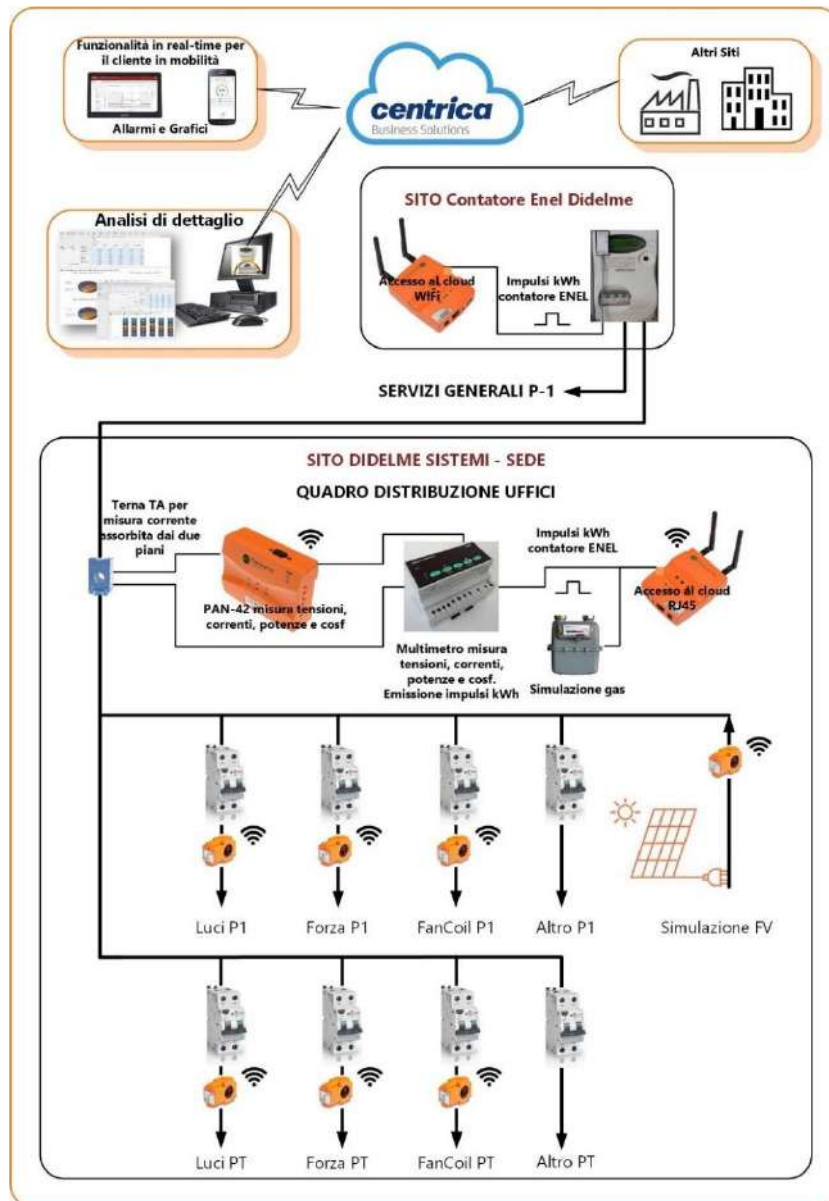 Funzionalità in real-time per
il cliente in mobilità
Allarmi e Grafici
centrica
Business Solutions
Altri Siti
Analisi di dettaglio
SITO Contatore Enel Didelme
Accesso al cloud
WIFi
Impulsi kWh
contatore ENEL
SERVIZI GENERALI P-1
SITO DIDELME SISTEMI - SEDE
QUADRO DISTRIBUZIONE UFFICI
Terna TA per
misura corrente
assorbita dai due
piani
PAN-42 misura tensioni,
correnti, potenze e cosf
Multimetro misura
tensioni, correnti,
potenze e cosf.
Emissione impulsi kWh
Impulsi kWh
contatore ENEL
Simulazione gas
Accesso al cloud
RJ45
Luci P1
Forza P1
FanCoil P1
Altro P1
Simulazione FV
Luci PT
Forza PT
FanCoil PT
Altro PT